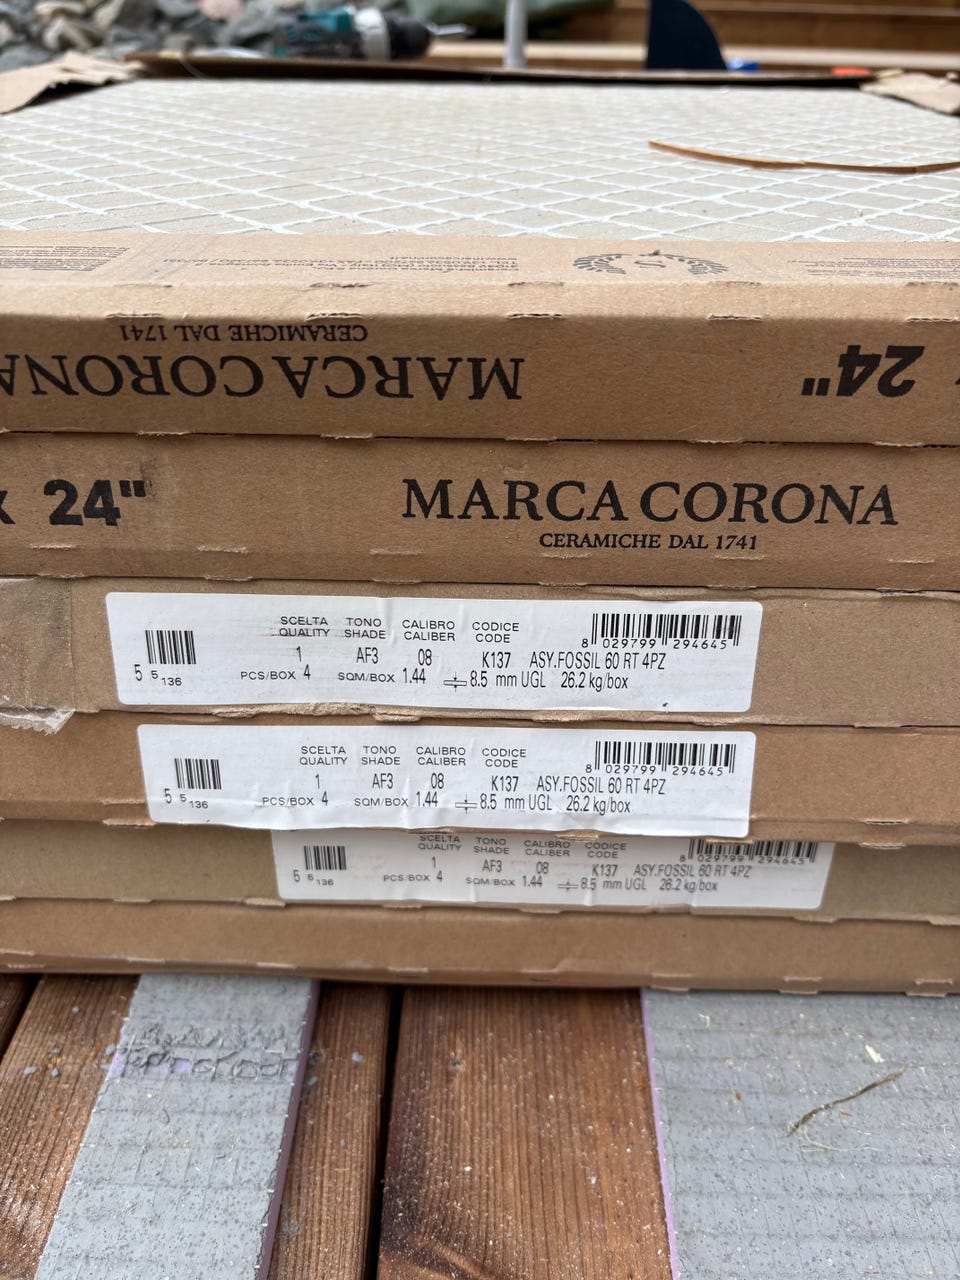 CERAMICHE DAL 1741
MARCA CORONA
24"
24"
MARCA CORONA
CERAMICHE DAL 1741
SCELTA TONO CALIBRO CODICE
QUALITY SHADE CALIBER CODE
8 029799 294645
1 AF3 08 K137 ASY.FOSSIL 60 RT 4PZ
5 5 136 PCS/BOX 4 SQM/BOX 1.44 8.5 mm UGL 26.2 kg/box
SCELTA TONO CALIBRO CODICE
QUALITY SHADE CALIBER CODE
8 029799 294645
1 AF3 08 K137 ASY.FOSSIL 60 RT 4PZ
5 5 136 PCS/BOX 4 SQM/BOX 1.44 8.5 mm UGL 26.2 kg/box
SCELTA TONO CALIBRO CODICE
QUALITY SHADE CALIBER CODE
8 029799 294645
1 AF3 08 K137 ASY.FOSSIL 60 RT 4PZ
5 5 136 PCS/BOX 4 SQM/BOX 1.44 8.5 mm UGL 26.2 kg/box